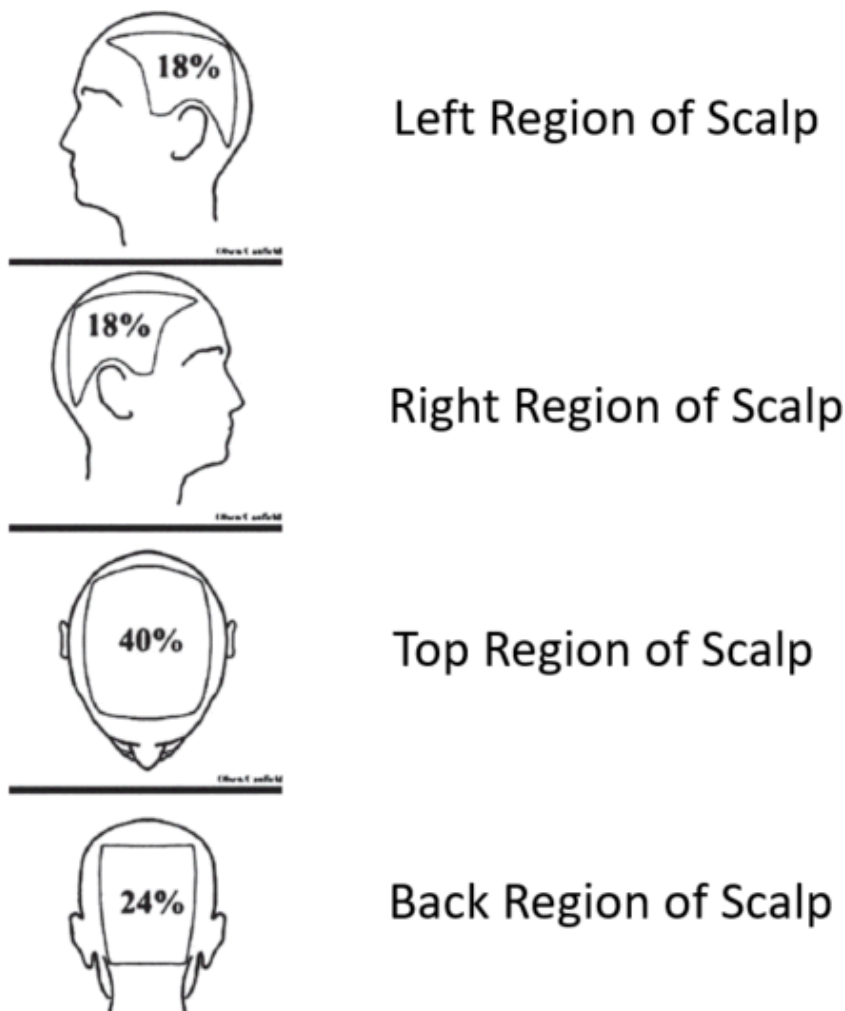 18%
Left Region of Scalp
18%
Right Region of Scalp
40%
Top Region of Scalp
24%
Back Region of Scalp